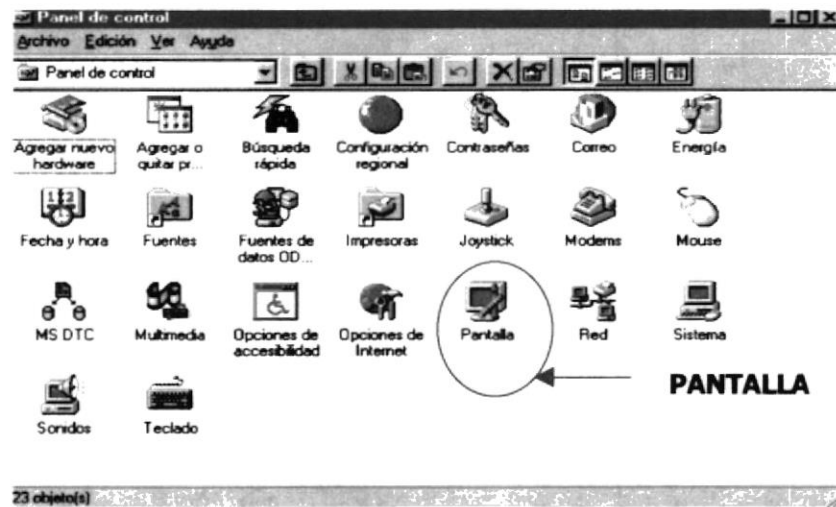 Panel de control
Archivo Edición Ver Ayuda
Panel de control
Agregar nuevo hardware
Agregar o quitar pr...
Búsqueda rápida
Configuración regional
Contraseñas
Correo
Energía
Fecha y hora
Fuentes
Fuentes de datos OD...
Impresoras
Joystick
Modems
Mouse
MS DTC
Multimedia
Opciones de accesibilidad
Opciones de Internet
Pantalla
Red
Sistema
PANTALLA
Sonidos
Teclado
23 objeto(s)